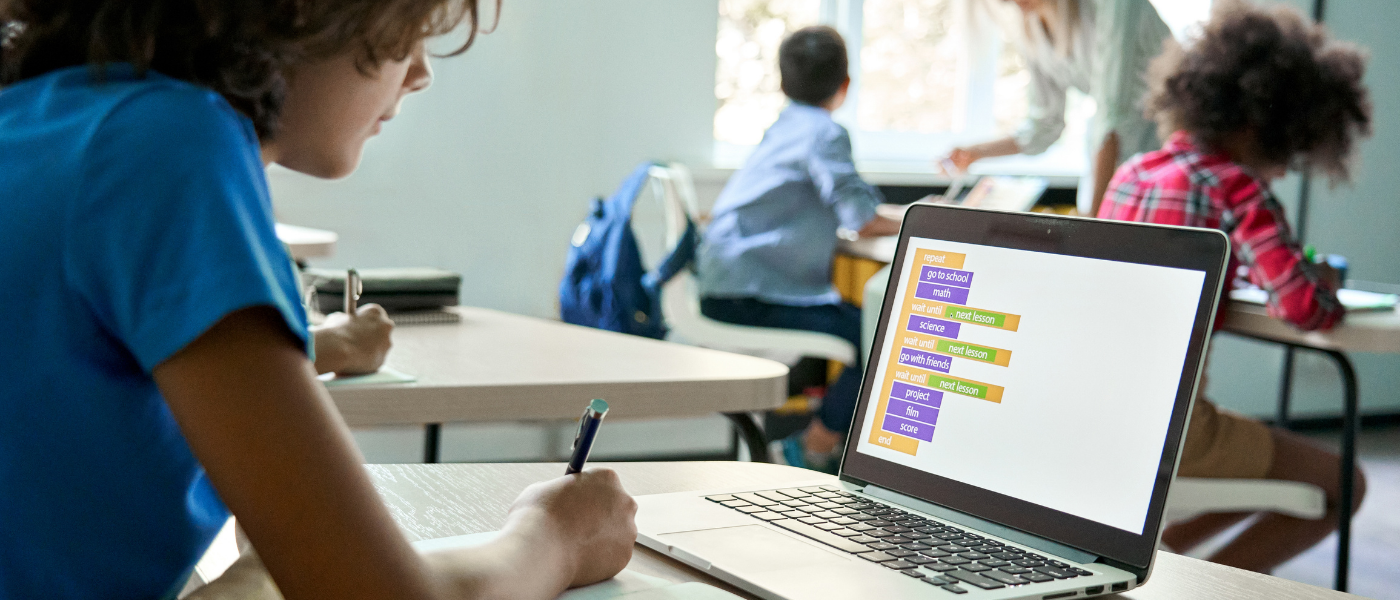 repeat
go to school
math
wait until next lesson
science
wait until next lesson
go with friends
wait until next lesson
project
film
score
end